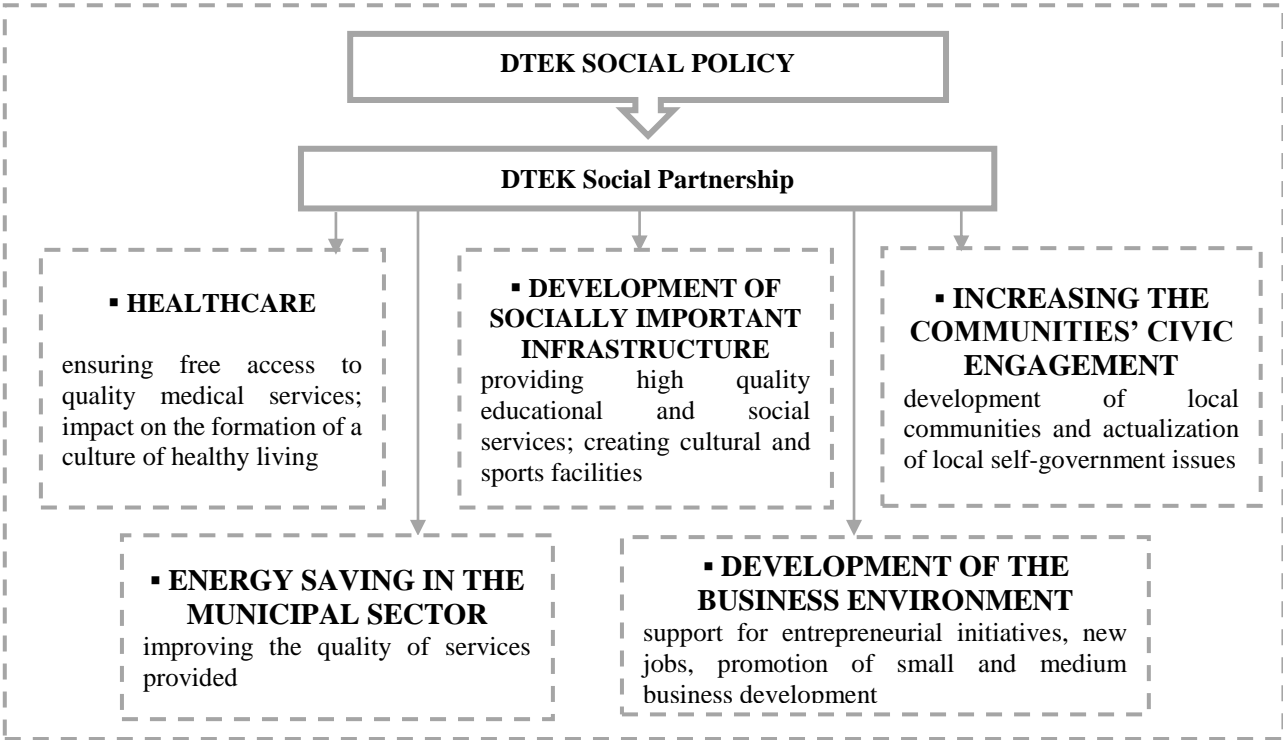 DTEK SOCIAL POLICY
DTEK Social Partnership
▪ HEALTHCARE
ensuring free access to
quality medical services;
impact on the formation of a
culture of healthy living
▪ DEVELOPMENT OF
SOCIALLY IMPORTANT
INFRASTRUCTURE
providing high quality
educational and social
services; creating cultural and
sports facilities
▪ INCREASING THE
COMMUNITIES’ CIVIC
ENGAGEMENT
development of local
communities and actualization
of local self-government issues
▪ ENERGY SAVING IN THE
MUNICIPAL SECTOR
improving the quality of services
provided
▪ DEVELOPMENT OF THE
BUSINESS ENVIRONMENT
support for entrepreneurial initiatives, new
jobs, promotion of small and medium
business development